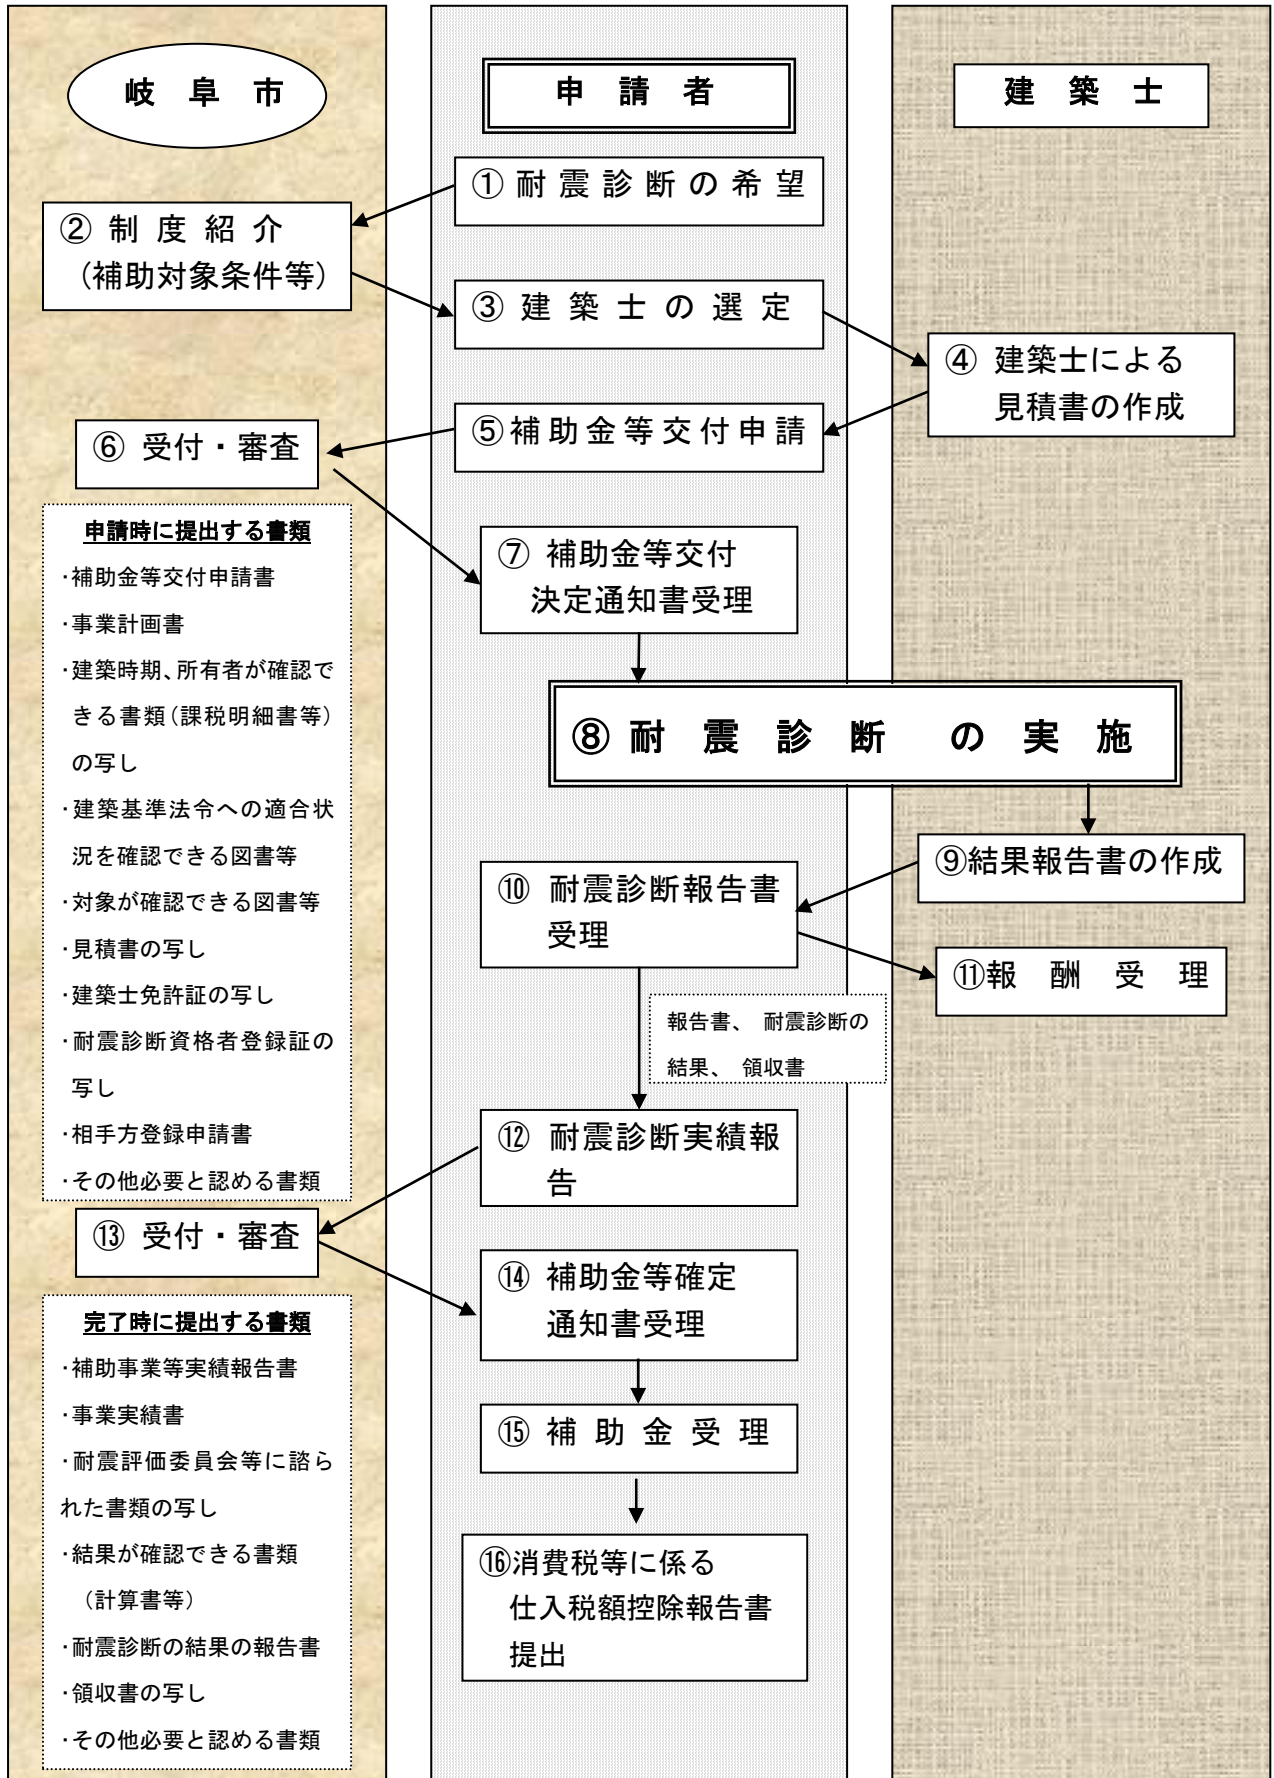 岐阜市
申請者
建築士
①耐震診断の希望
②制度紹介
(補助対象条件等)
③建築士の選定
④建築士による
見積書の作成
⑤補助金等交付申請
⑥受付・審査
申請時に提出する書類
・補助金等交付申請書
・事業計画書
・建築時期、所有者が確認で
きる書類(課税明細書等)
の写し
・建築基準法令への適合状
況を確認できる図書等
・対象が確認できる図書等
・見積書の写し
・建築士免許証の写し
・耐震診断資格者登録証の
写し
・相手方登録申請書
・その他必要と認める書類
⑦補助金等交付
決定通知書受理
⑧耐震診断の実施
⑨結果報告書の作成
⑩耐震診断報告書
受理
⑪報酬受理
報告書、耐震診断の
結果、領収書
⑫耐震診断実績報
告
⑬受付・審査
⑭補助金等確定
通知書受理
完了時に提出する書類
・補助事業等実績報告書
・事業実績書
・耐震評価委員会等に諮ら
れた書類の写し
・結果が確認できる書類
(計算書等)
・耐震診断の結果の報告書
・領収書の写し
・その他必要と認める書類
⑮補助金受理
⑯消費税等に係る
仕入税額控除報告書
提出